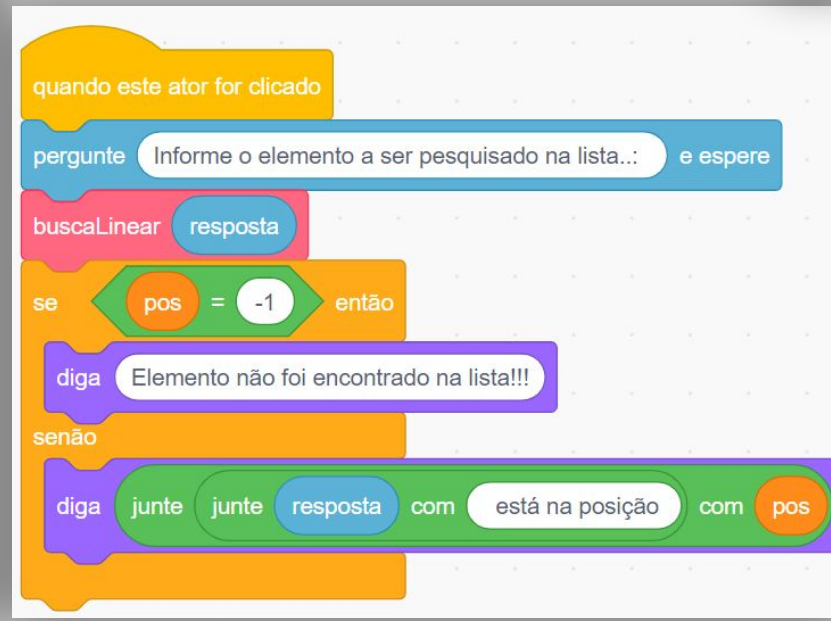 quando este ator for clicado
pergunte Informe o elemento a ser pesquisado na lista..: e espere
buscaLinear resposta
se pos = -1 então
diga Elemento não foi encontrado na lista!!!
senão
diga junte junte resposta com está na posição com pos